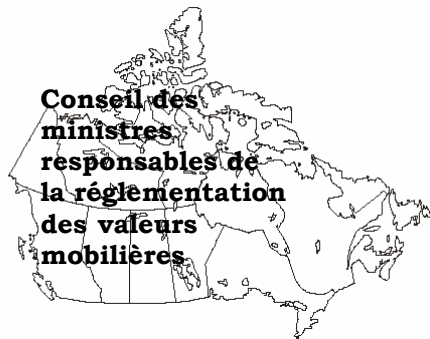 Conseil des
ministres
responsables de
la réglementation
des valeurs
mobilières